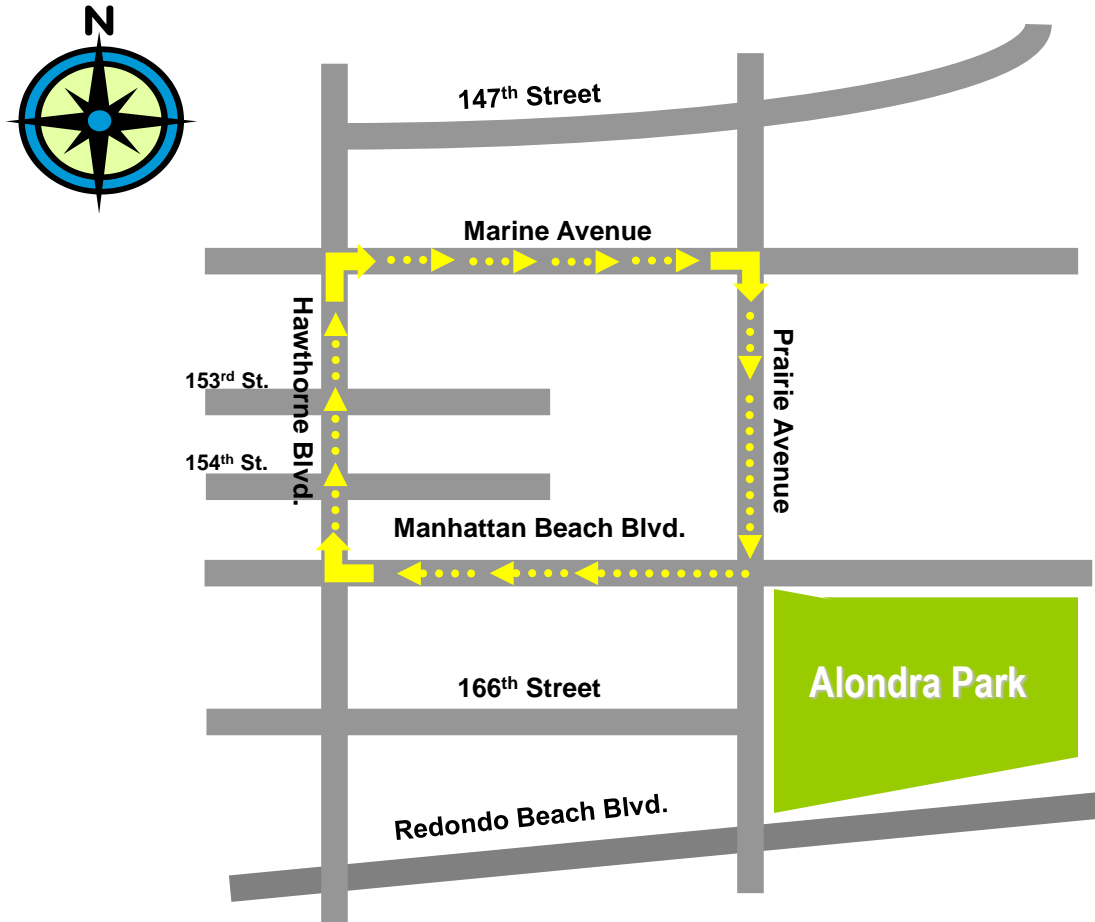 N
147th Street
Marine Avenue
Hawthorne Blvd.
Prairie Avenue
153rd St.
154th St.
Manhattan Beach Blvd.
166th Street
Alondra Park
Redondo Beach Blvd.